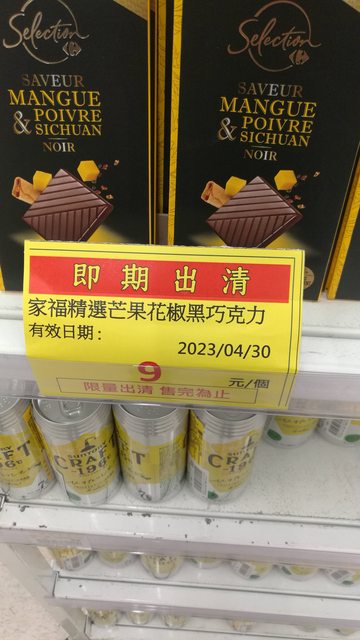 Selection
SAVEUR
MANGUE
& POIVRE
SICHUAN
NOIR
Selection
SAVEUR
MANGUE
& POIVRE
SICHUAN
NOIR
即期出清
家福精選芒果花椒黑巧克力
有效日期:
2023/04/30
9 元/個
限量出清 售完為止
CRAFT
CRAFT
-196